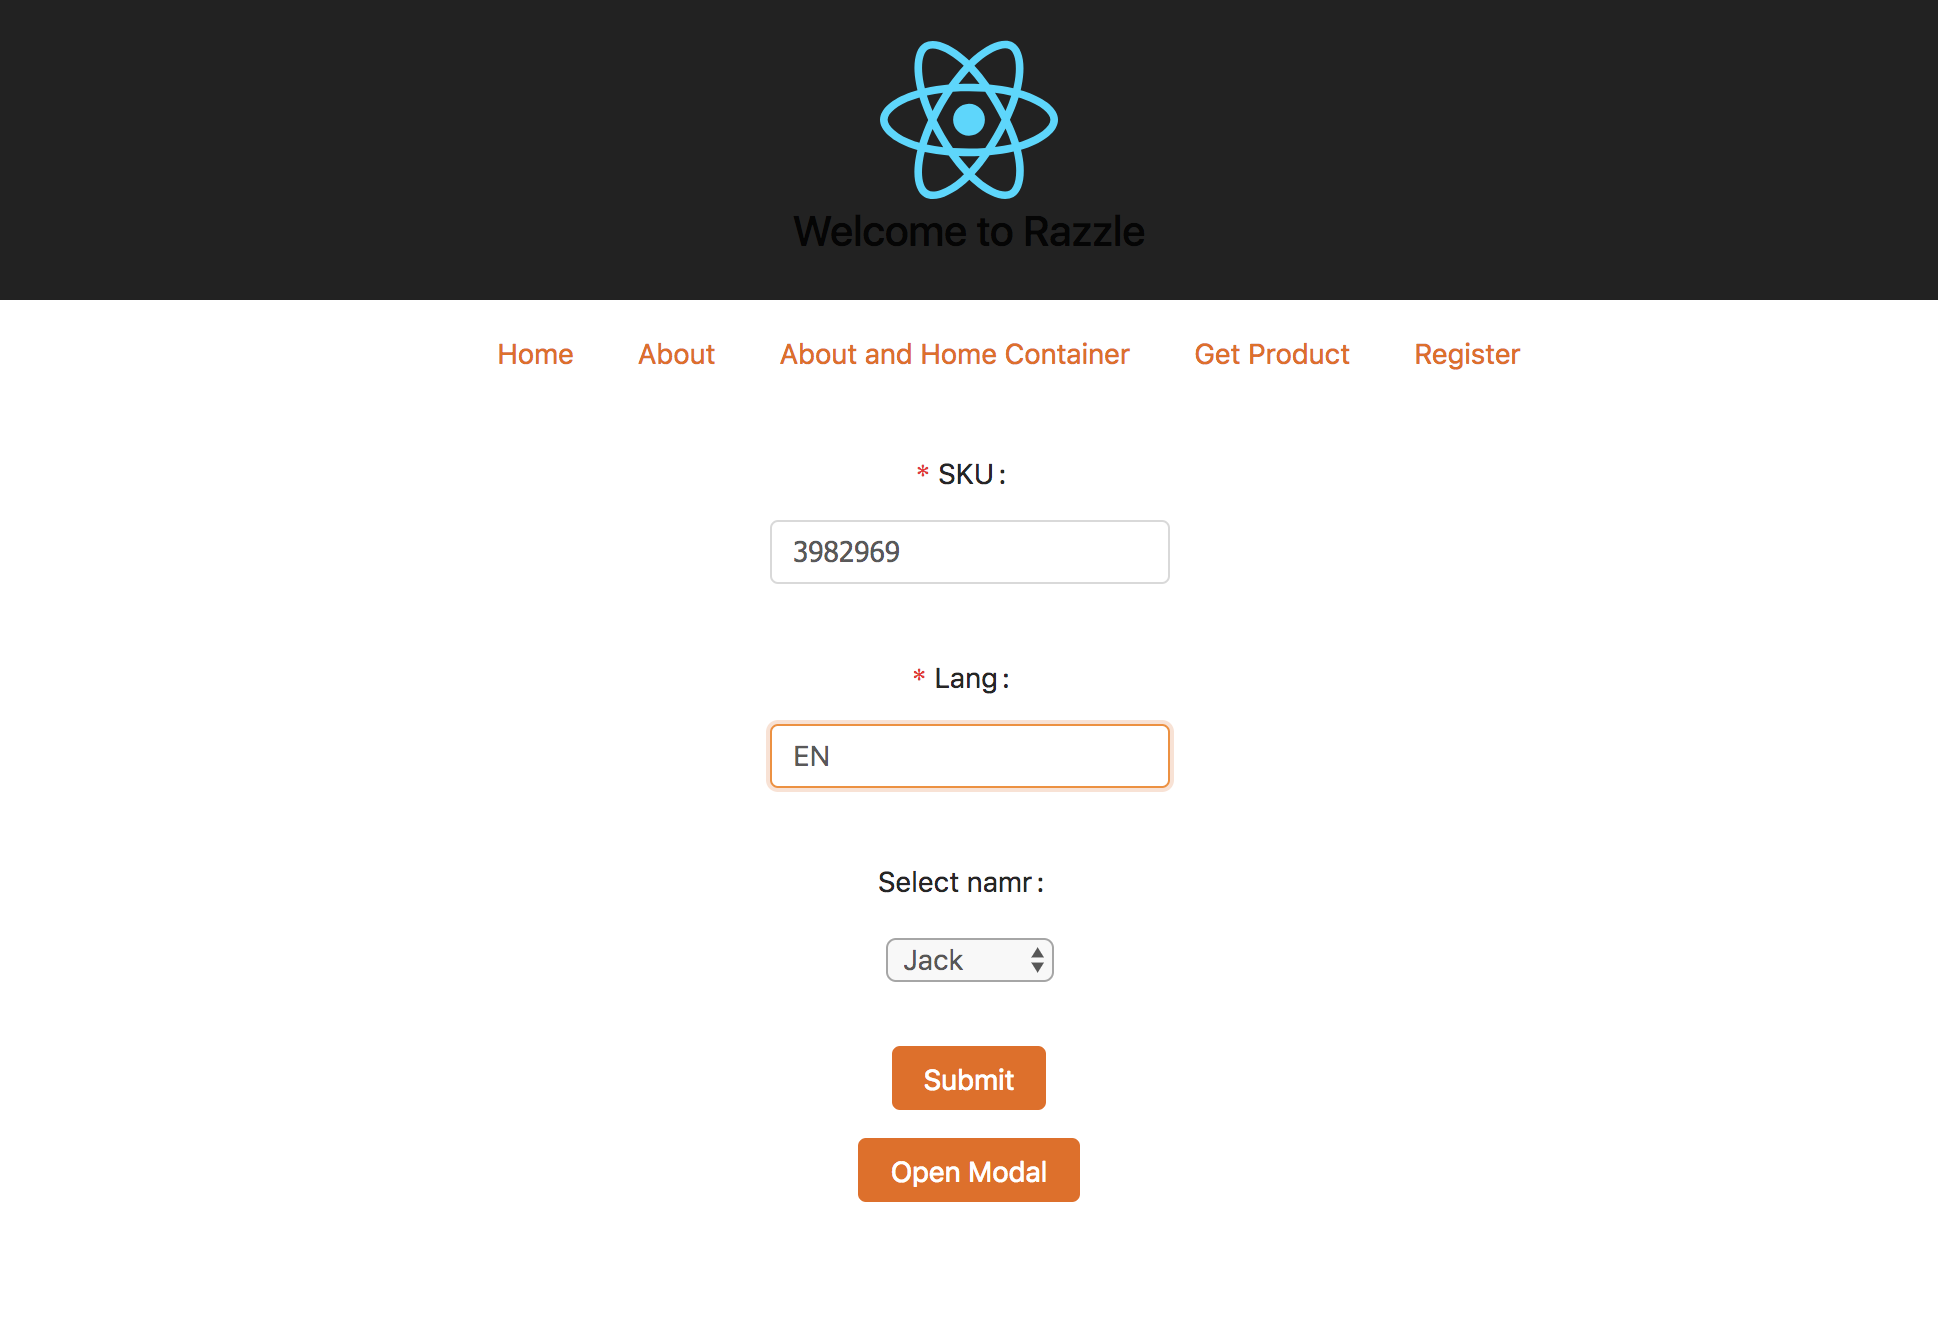 Welcome to Razzle
Home About About and Home Container Get Product Register
* SKU:
3982969
* Lang:
EN
Select namr:
Jack
Submit
Open Modal